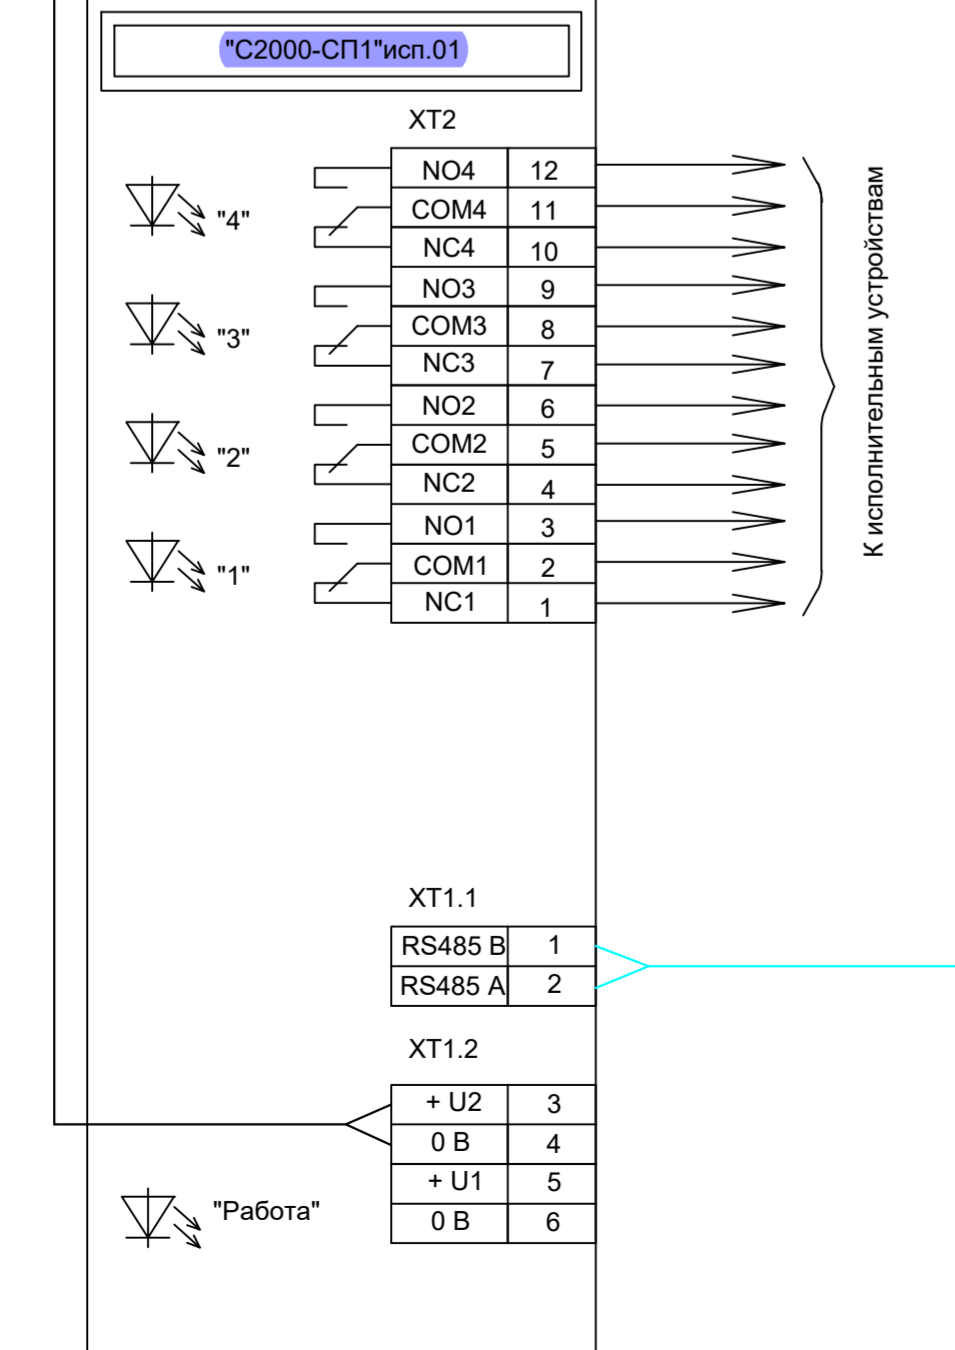 "С2000-СП1"исп.01
XT2
NO4 12
"4"
COM4 11
NC4 10
NO3 9
"3"
COM3 8
NC3 7
NO2 6
"2"
COM2 5
NC2 4
NO1 3
"1"
COM1 2
NC1 1
К исполнительным устройствам
XT1.1
RS485 B 1
RS485 A 2
XT1.2
+ U2 3
0 В 4
+ U1 5
"Работа"
0 В 6